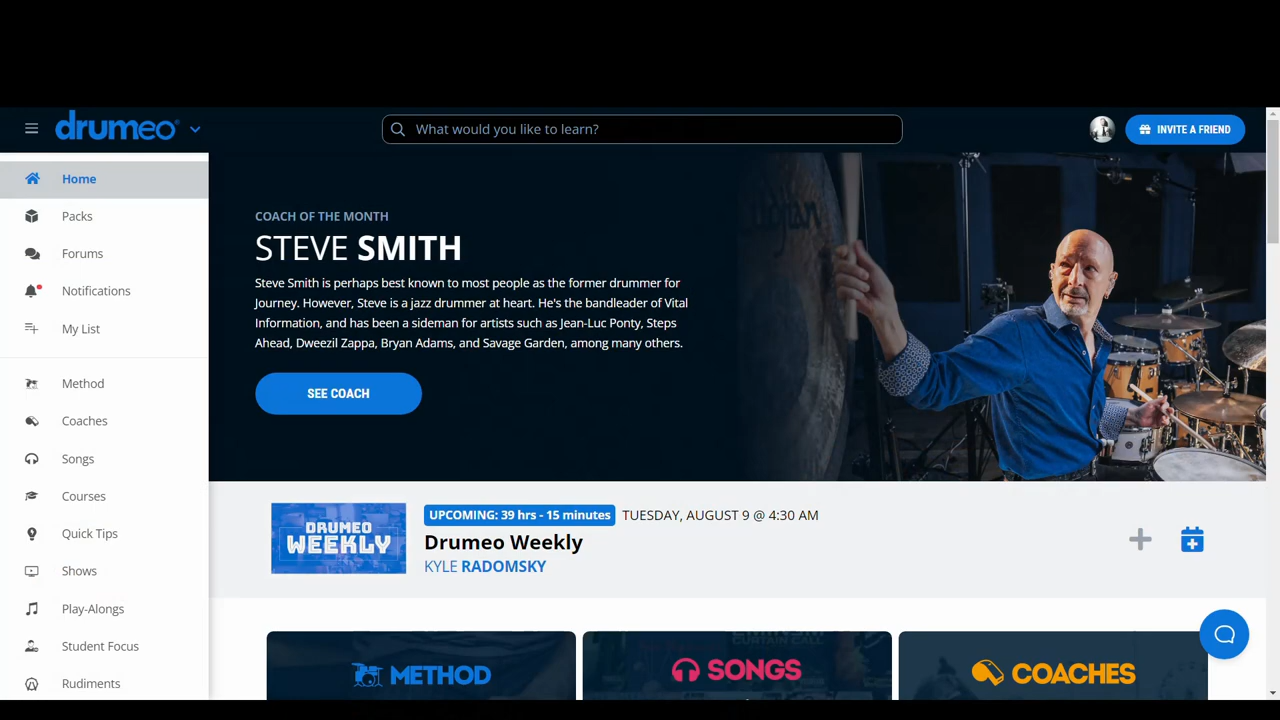 drumeo
What would you like to learn?
INVITE A FRIEND
Home
Packs
Forums
Notifications
My List
Method
Coaches
Songs
Courses
Quick Tips
Shows
Play-Alongs
Student Focus
Rudiments
COACH OF THE MONTH
STEVE SMITH
Steve Smith is perhaps best known to most people as the former drummer for
Journey. However, Steve is a jazz drummer at heart. He's the bandleader of Vital
Information, and has been a sideman for artists such as Jean-Luc Ponty, Steps
Ahead, Dweezil Zappa, Bryan Adams, and Savage Garden, among many others.
SEE COACH
DRUMEO
WEEKLY
UPCOMING: 39 hrs - 15 minutes TUESDAY, AUGUST 9 @ 4:30 AM
Drumeo Weekly
KYLE RADOMSKY
METHOD
SONGS
COACHES